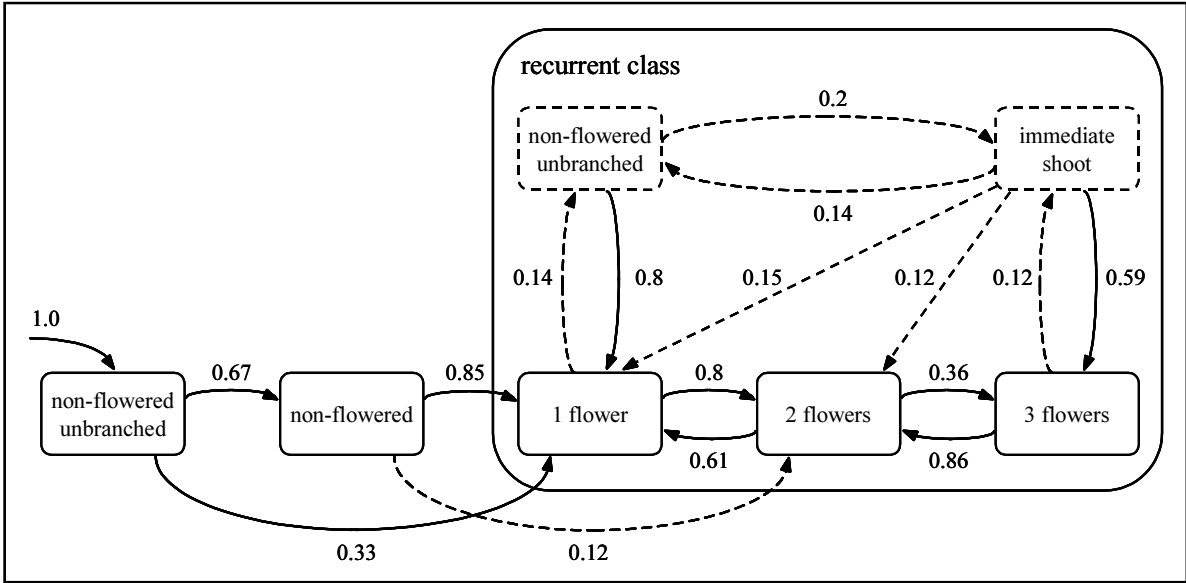 recurrent class
0.2
non-flowered
unbranched
immediate
shoot
0.14
0.14
0.8
0.15
0.12
0.12
0.59
1.0
0.67
0.85
0.8
0.36
non-flowered
unbranched
non-flowered
1 flower
2 flowers
3 flowers
0.61
0.86
0.33
0.12